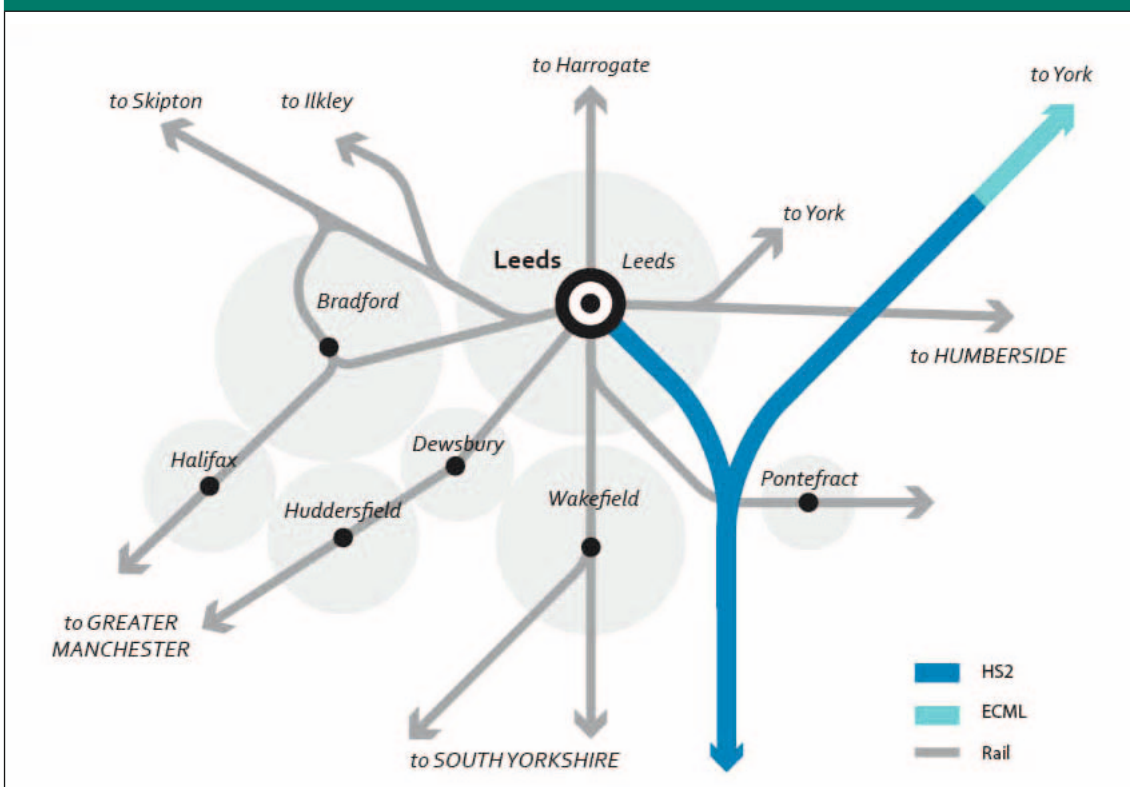 to Harrogate
to York
to Skipton
to Ilkley
to York
Leeds
Leeds
Bradford
to HUMBERSIDE
Dewsbury
Halifax
Pontefract
Wakefield
Huddersfield
to GREATER
MANCHESTER
HS2
ECML
to SOUTH YORKSHIRE
Rail